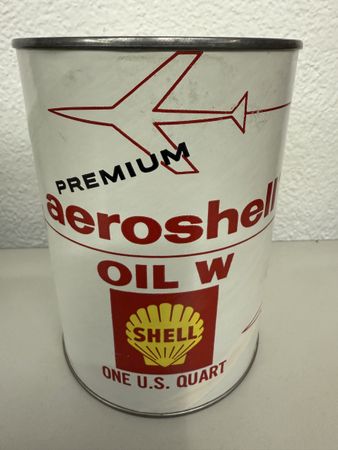 PREMIUM
aeroshell
OIL W
SHELL
ONE U.S. QUART